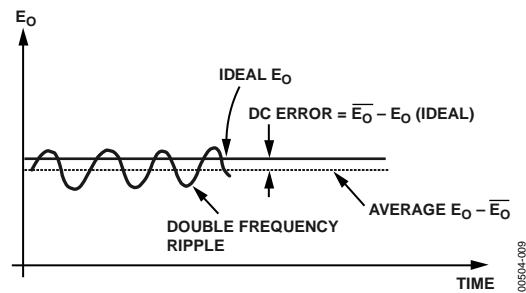 EO
IDEAL EO
DC ERROR = EO – EO (IDEAL)
AVERAGE EO – EO
DOUBLE FREQUENCY
RIPPLE
TIME
00504-009